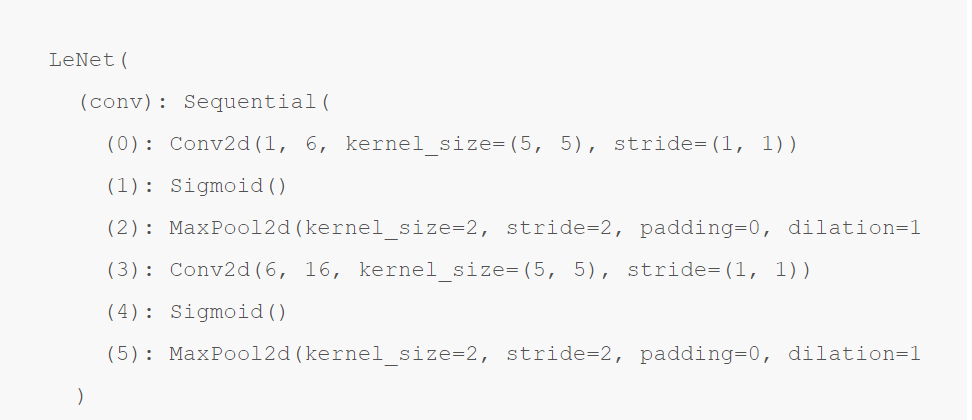 LeNet(
  (conv): Sequential(
    (0): Conv2d(1, 6, kernel_size=(5, 5), stride=(1, 1))
    (1): Sigmoid()
    (2): MaxPool2d(kernel_size=2, stride=2, padding=0, dilation=1
    (3): Conv2d(6, 16, kernel_size=(5, 5), stride=(1, 1))
    (4): Sigmoid()
    (5): MaxPool2d(kernel_size=2, stride=2, padding=0, dilation=1
  )